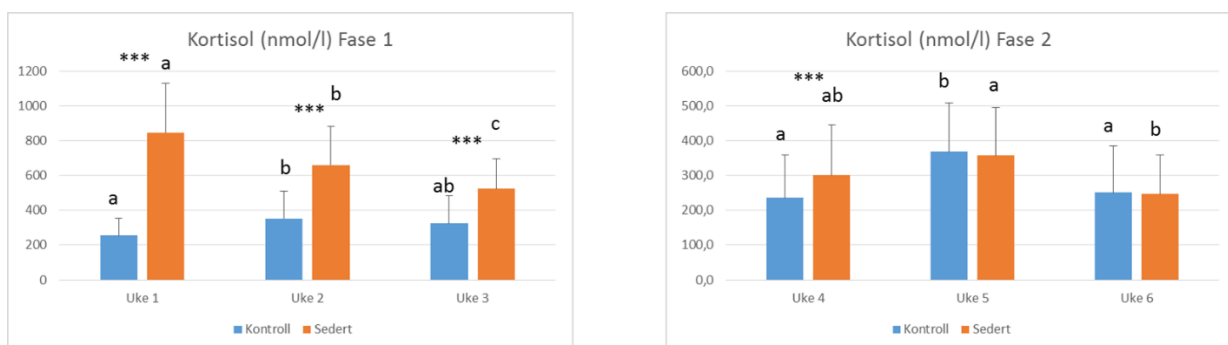 Kortisol (nmol/l) Fase 1
1200
1000
800
600
400
200
0
*** a
*** b
*** c
a
b
ab
Uke 1 Uke 2 Uke 3
Kontroll Sedert
Kortisol (nmol/l) Fase 2
600,0
500,0
400,0
300,0
200,0
100,0
0,0
***
ab
b
a
a
a
b
Uke 4 Uke 5 Uke 6
Kontroll Sedert